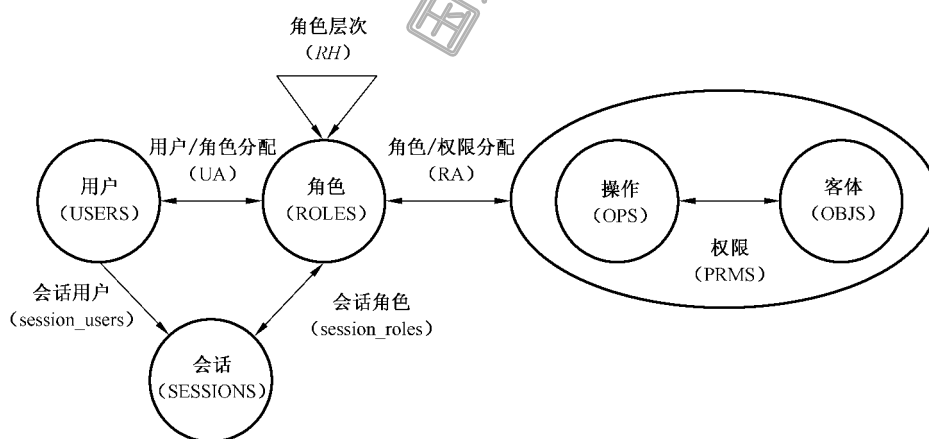 角色层次
（RH）
用户/角色分配
（UA）
角色/权限分配
（RA）
用户
（USERS）
角色
（ROLES）
操作
（OPS）
客体
（OBJS）
权限
（PRMS）
会话用户
（session_users）
会话角色
（session_roles）
会话
（SESSIONS）